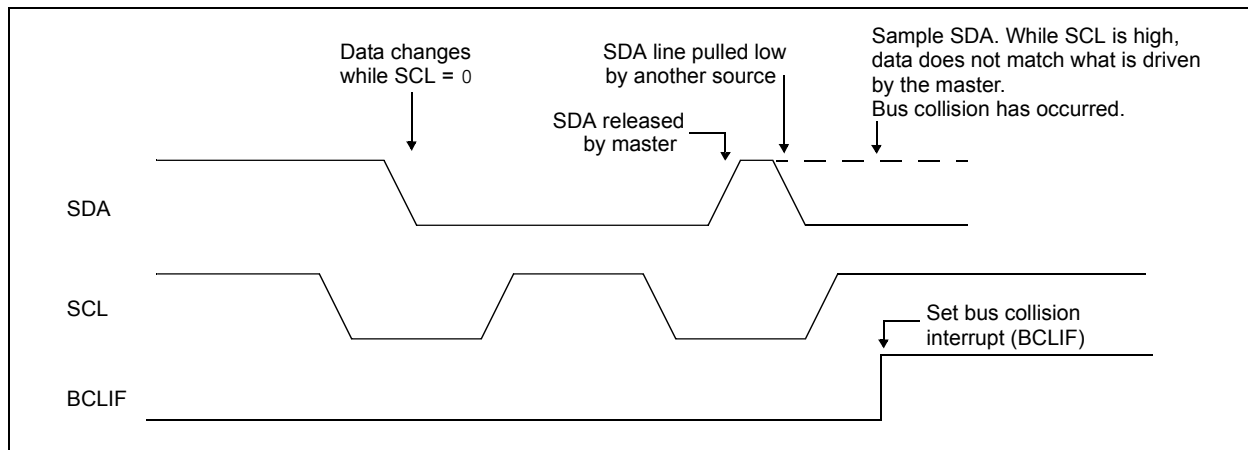 Data changes
while SCL = 0
SDA line pulled low
by another source
Sample SDA. While SCL is high,
data does not match what is driven
by the master.
Bus collision has occurred.
SDA released
by master
SDA
SCL
Set bus collision
interrupt (BCLIF)
BCLIF